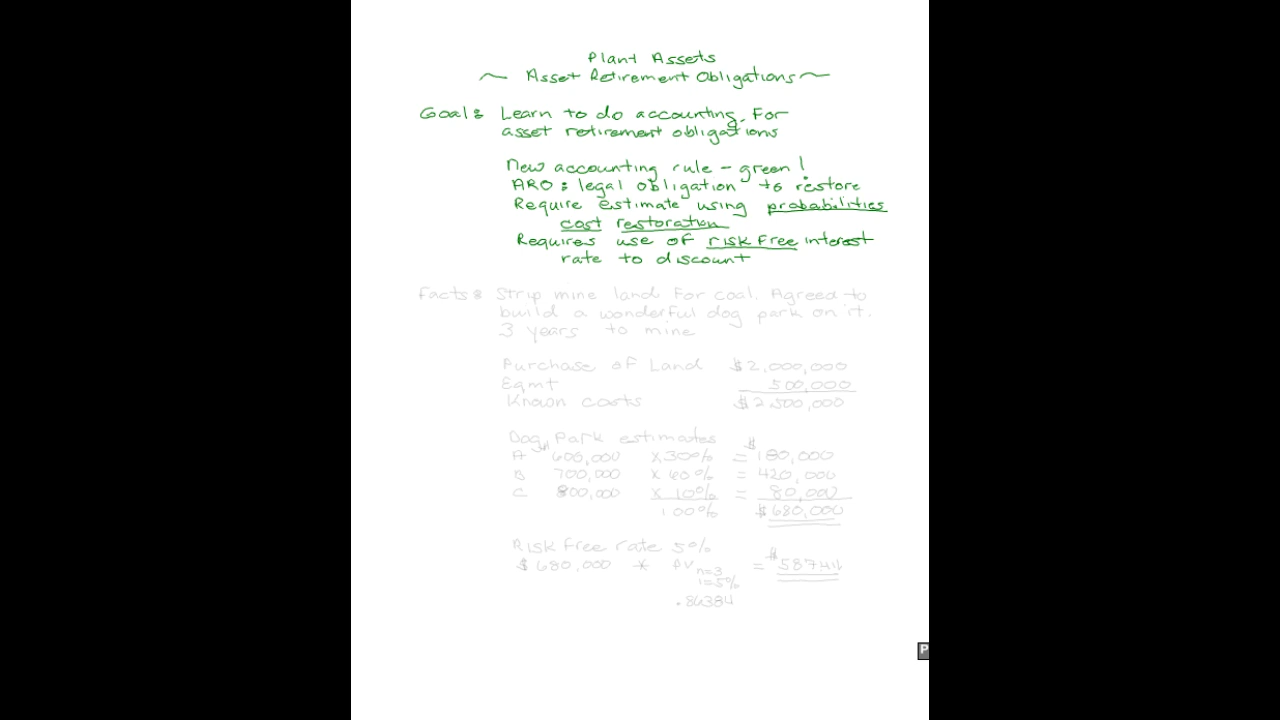 Plant Assets
~ Asset Retirement Obligations ~
Goal: Learn to do accounting for
asset retirement obligations
New accounting rule - green!
ARO: legal obligation to restore
Require estimate using probabilities
cost restoration
Requires use of risk free interest
rate to discount
Facts: Strip mine land for coal. Agreed to
build a wonderful dog park on it.
3 years to mine
Purchase of Land $2,000,000
Eqmt 500,000
Known costs $2,500,000
Dog Park estimates
A 600,000 x 30% = $180,000
B 700,000 x 60% = 420,000
C 800,000 x 10% = 80,000
100% $680,000
Risk free rate 5%
$680,000 * PV n=3 i=5% = $587,411
.86384
P